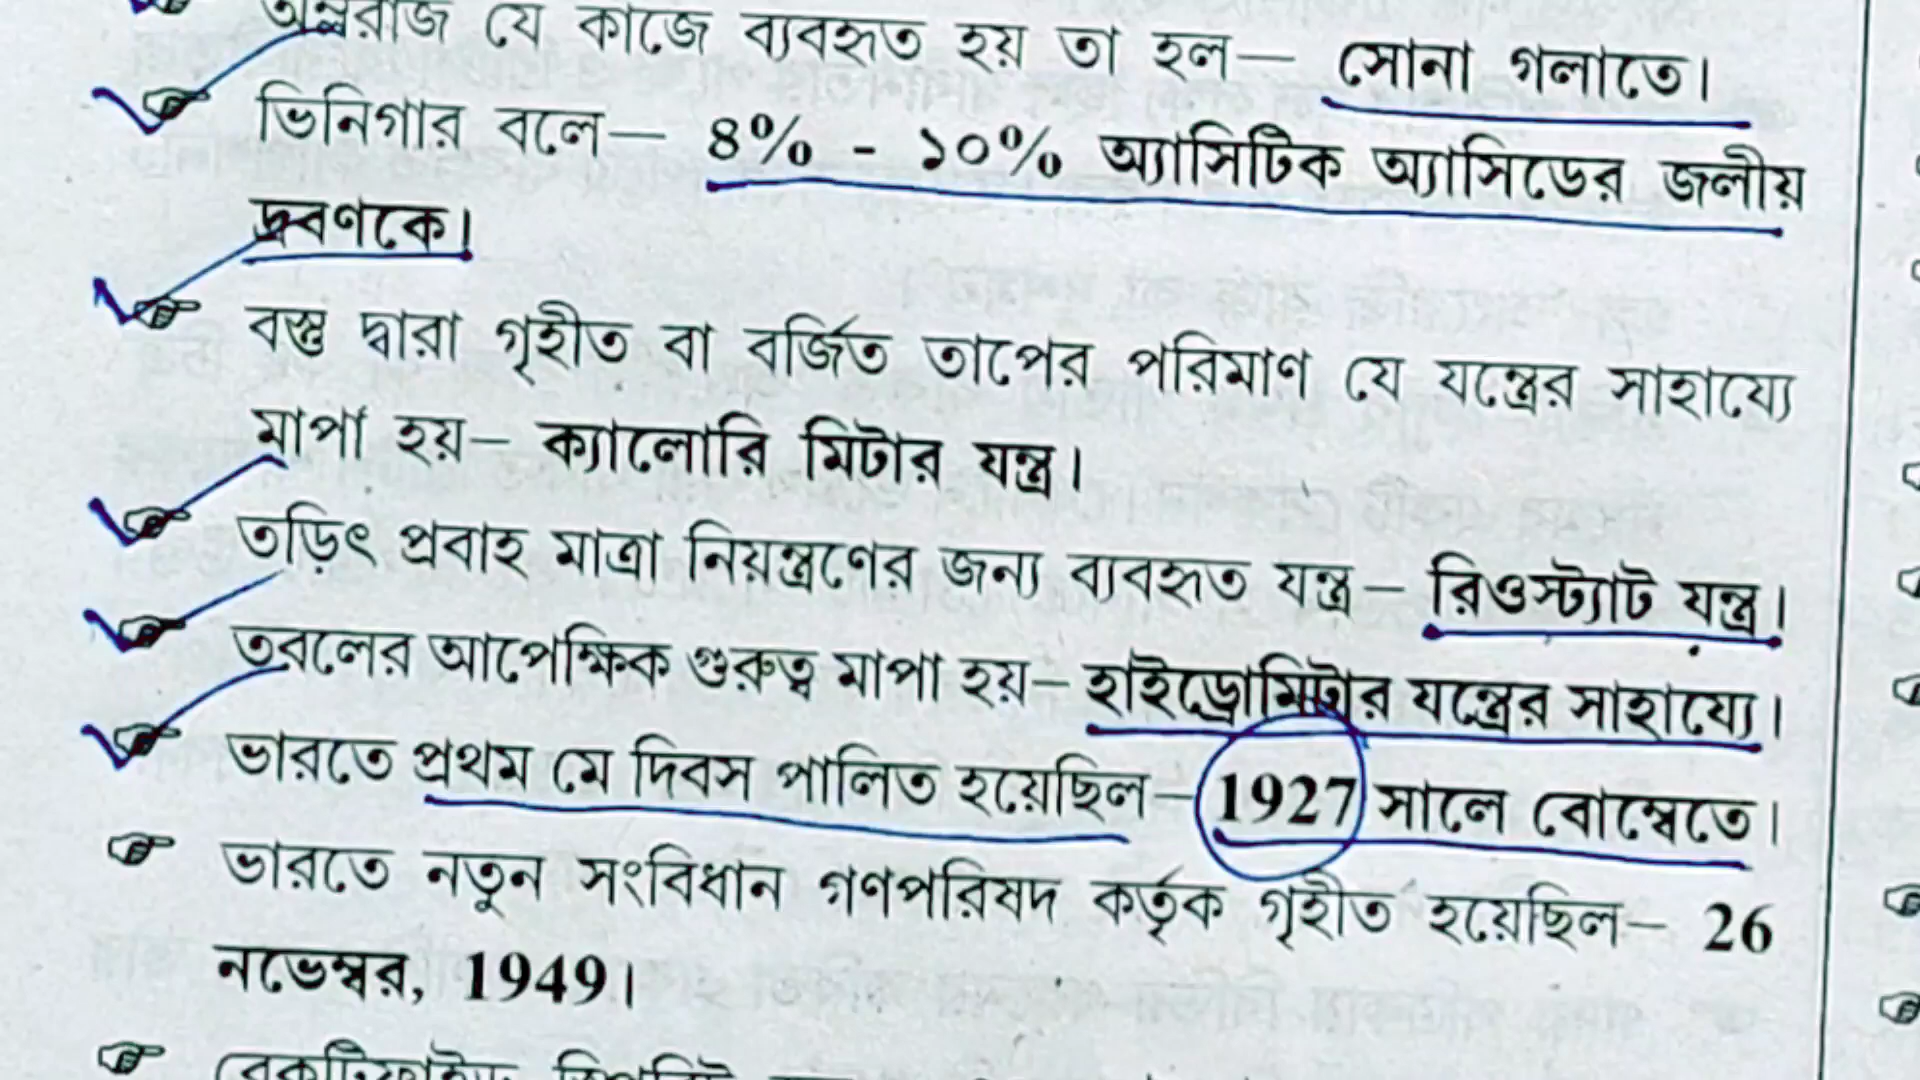 অম্লরাজ যে কাজে ব্যবহৃত হয় তা হল— সোনা গলাতে।
ভিনিগার বলে— ৪% - ১০% অ্যাসিটিক অ্যাসিডের জলীয়
দ্রবণকে।
বস্তু দ্বারা গৃহীত বা বর্জিত তাপের পরিমাণ যে যন্ত্রের সাহায্যে
মাপা হয়— ক্যালোরি মিটার যন্ত্র।
তড়িৎ প্রবাহ মাত্রা নিয়ন্ত্রণের জন্য ব্যবহৃত যন্ত্র— রিওস্ট্যাট যন্ত্র।
তরলের আপেক্ষিক গুরুত্ব মাপা হয়— হাইড্রোমিটার যন্ত্রের সাহায্যে।
ভারতে প্রথম মে দিবস পালিত হয়েছিল— 1927 সালে বোম্বেতে।
ভারতে নতুন সংবিধান গণপরিষদ কর্তৃক গৃহীত হয়েছিল— 26
নভেম্বর, 1949।